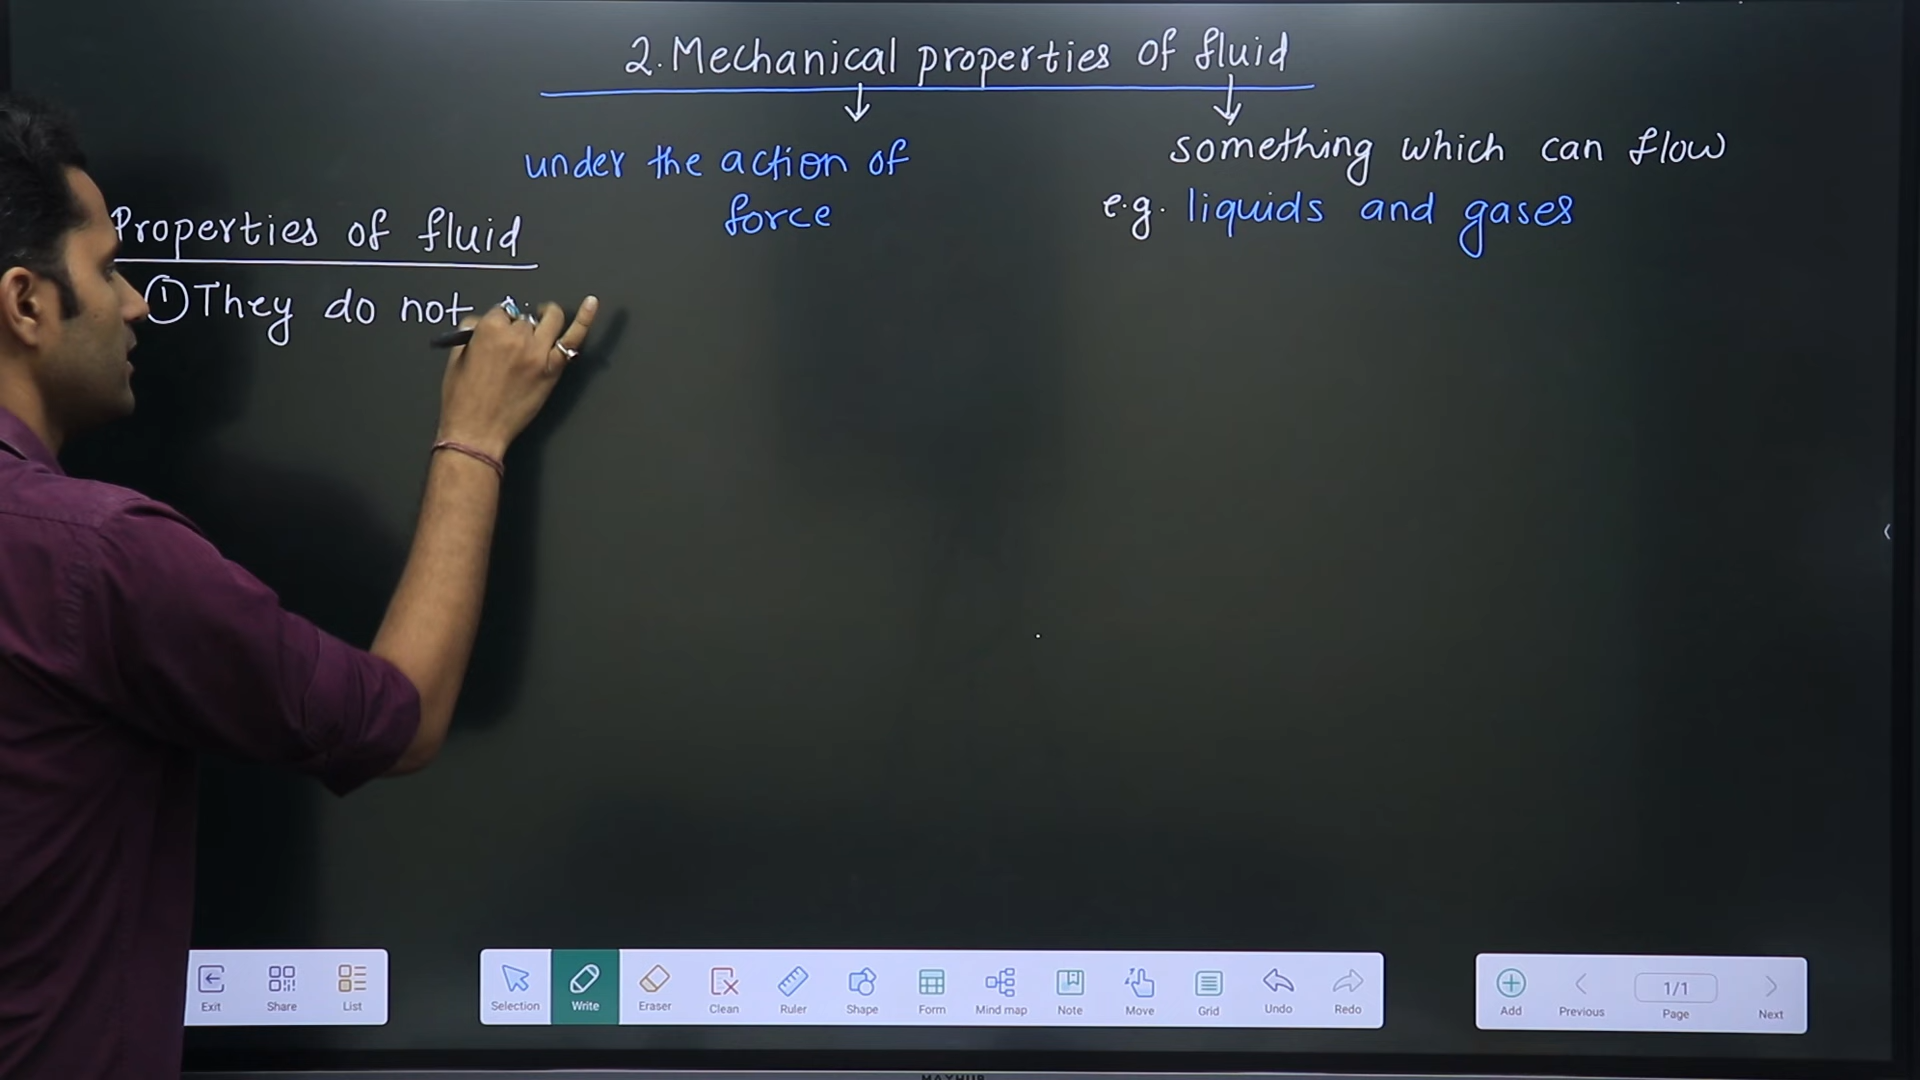 2. Mechanical properties of fluid
under the action of
force
something which can flow
e.g. liquids and gases
Properties of fluid
① They do not
Exit
Share
List
Selection
Write
Eraser
Clean
Ruler
Shape
Form
Mind map
Note
Move
Grid
Undo
Redo
Add
Previous
1/1
Page
Next